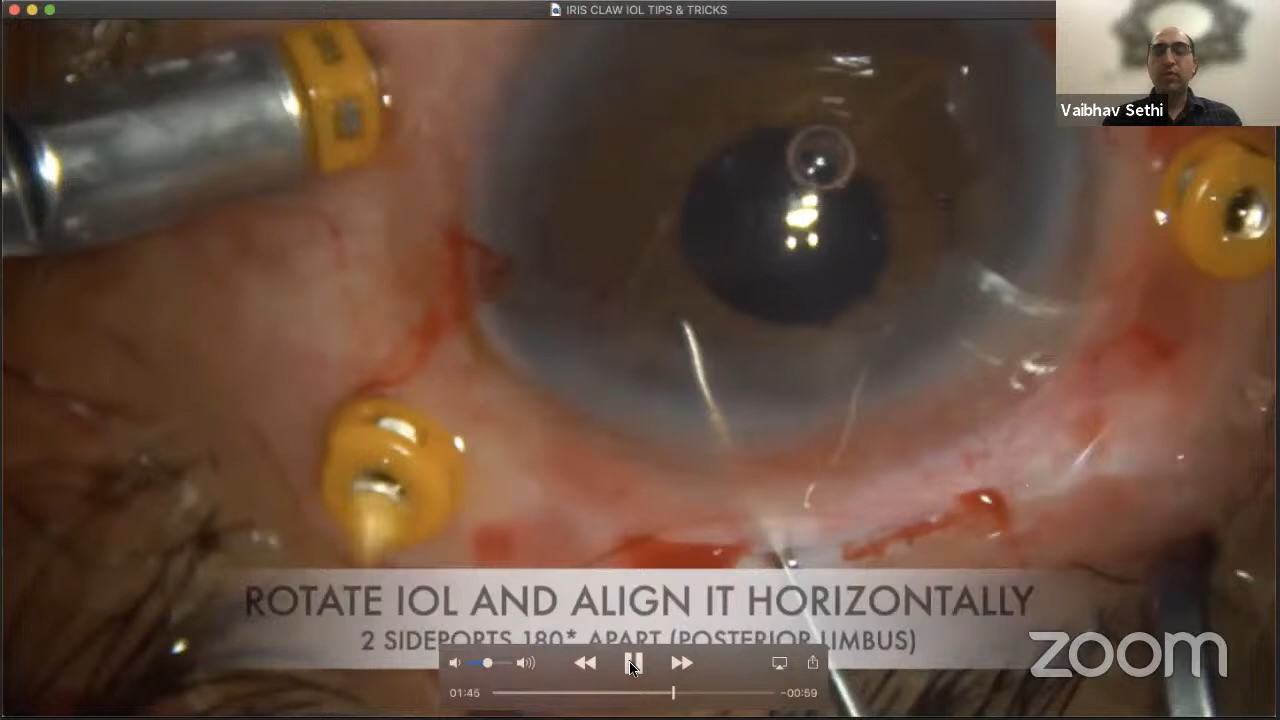 IRIS CLAW IOL TIPS & TRICKS
Vaibhav Sethi
ROTATE IOL AND ALIGN IT HORIZONTALLY
2 SIDEPORTS 180* APART (POSTERIOR LIMBUS)
zoom
01:45
-00:59